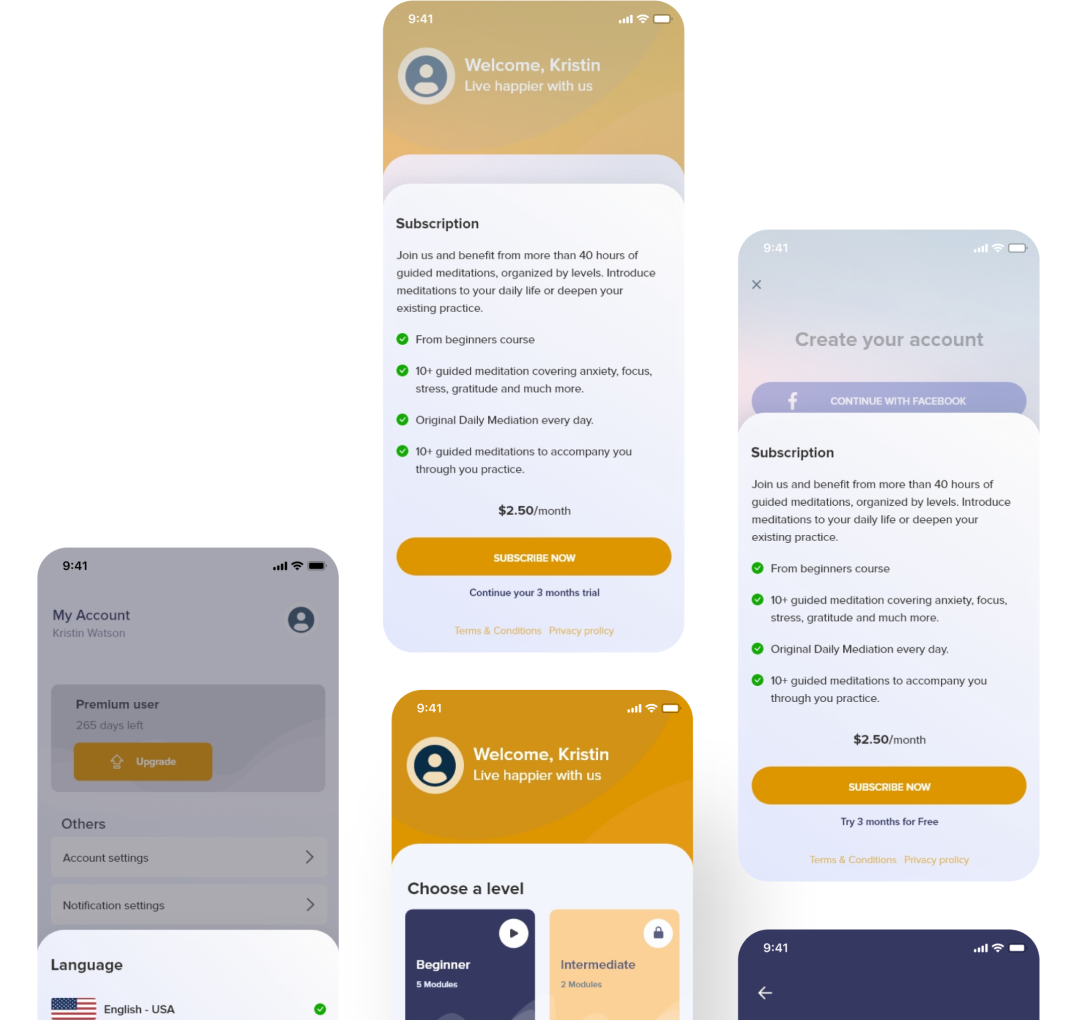 9:41
Welcome, Kristin
Live happier with us
Subscription
Join us and benefit from more than 40 hours of
guided meditations, organized by levels. Introduce
meditations to your daily life or deepen your
existing practice.
From beginners course
10+ guided meditation covering anxiety, focus,
stress, gratitude and much more.
Original Daily Mediation every day.
10+ guided meditations to accompany you
through you practice.
$2.50/month
SUBSCRIBE NOW
Continue your 3 months trial
Terms & Conditions Privacy prolicy
9:41
Create your account
CONTINUE WITH FACEBOOK
Subscription
Join us and benefit from more than 40 hours of
guided meditations, organized by levels. Introduce
meditations to your daily life or deepen your
existing practice.
From beginners course
10+ guided meditation covering anxiety, focus,
stress, gratitude and much more.
Original Daily Mediation every day.
10+ guided meditations to accompany you
through you practice.
$2.50/month
SUBSCRIBE NOW
Try 3 months for Free
Terms & Conditions Privacy prolicy
9:41
My Account
Kristin Watson
Premium user
265 days left
Upgrade
Others
Account settings
Notification settings
Language
English - USA
9:41
Welcome, Kristin
Live happier with us
Choose a level
Beginner
5 Modules
Intermediate
2 Modules
9:41